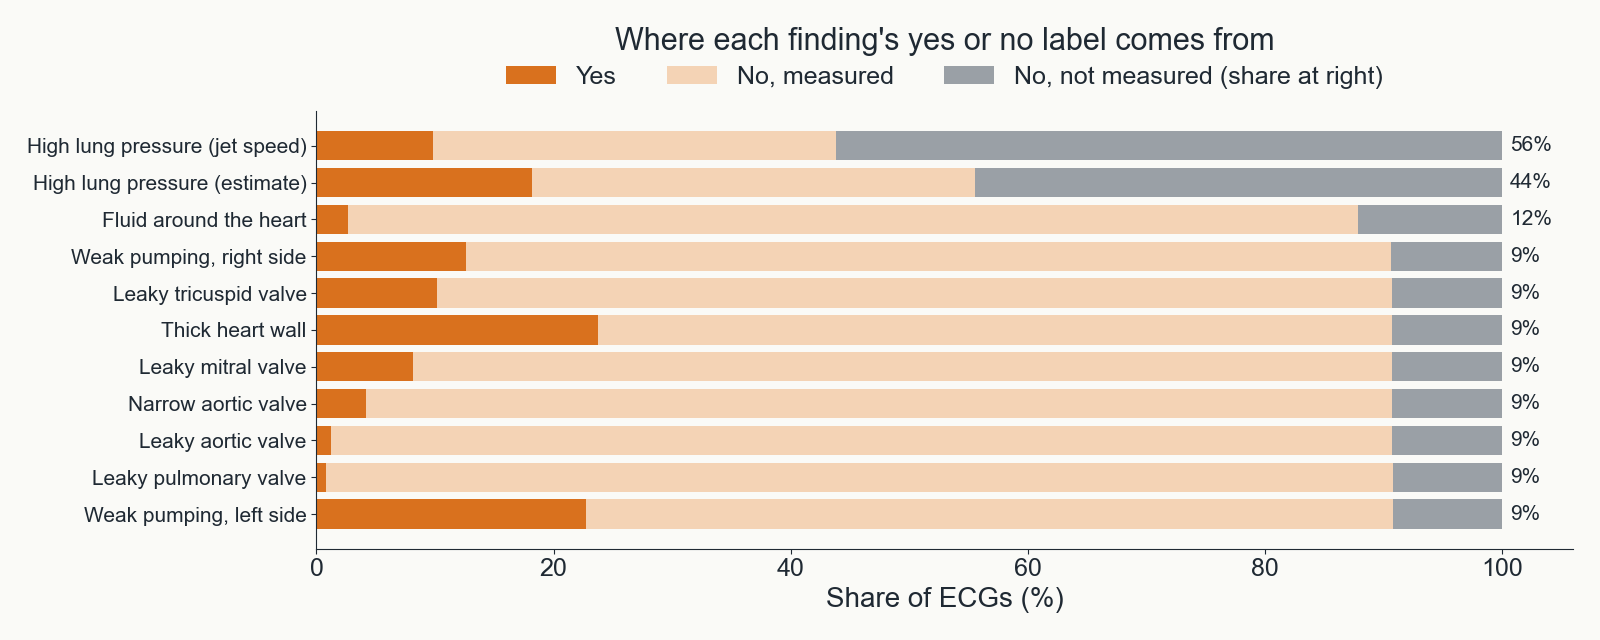 Where each finding's yes or no label comes from
Yes No, measured No, not measured (share at right)
High lung pressure (jet speed) 56%
High lung pressure (estimate) 44%
Fluid around the heart 12%
Weak pumping, right side 9%
Leaky tricuspid valve 9%
Thick heart wall 9%
Leaky mitral valve 9%
Narrow aortic valve 9%
Leaky aortic valve 9%
Leaky pulmonary valve 9%
Weak pumping, left side 9%
0 20 40 60 80 100
Share of ECGs (%)